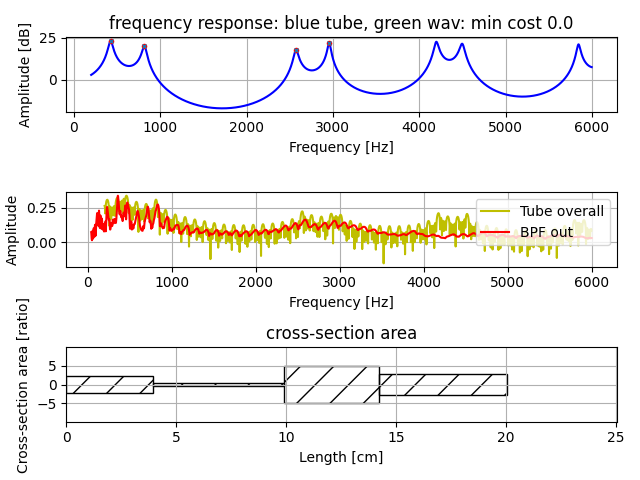 frequency response: blue tube, green wav: min cost 0.0
Amplitude [dB]
25
0
0 1000 2000 3000 4000 5000 6000
Frequency [Hz]
Amplitude
0.25
0.00
Tube overall
BPF out
0 1000 2000 3000 4000 5000 6000
Frequency [Hz]
cross-section area
Cross-section area [ratio]
5
0
−5
0 5 10 15 20 25
Length [cm]